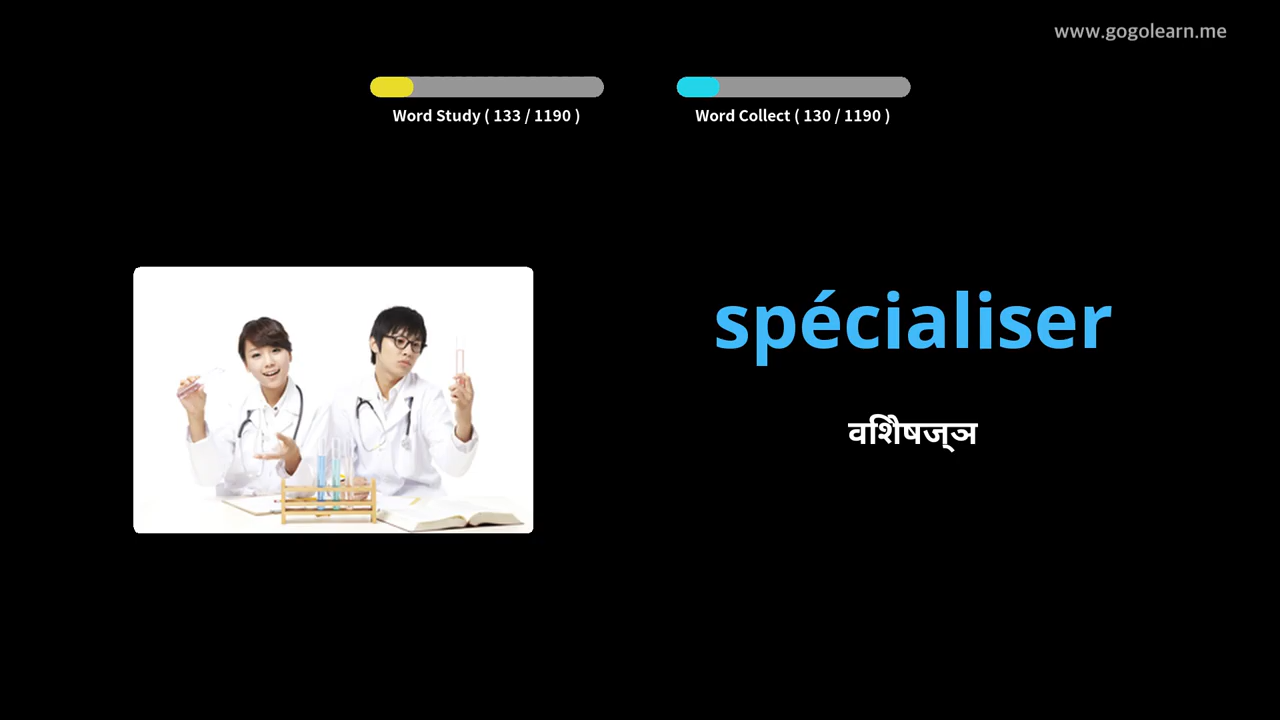 www.gogolearn.me
Word Study ( 133 / 1190 )
Word Collect ( 130 / 1190 )
spécialiser
वशिेषज्ञ